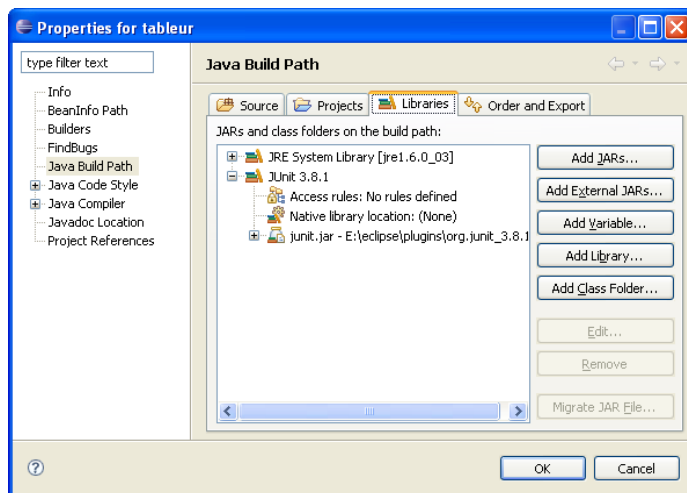 Properties for tableur
type filter text
Info
BeanInfo Path
Builders
FindBugs
Java Build Path
Java Code Style
Java Compiler
Javadoc Location
Project References
Java Build Path
Source
Projects
Libraries
Order and Export
JARs and class folders on the build path:
JRE System Library [jre1.6.0_03]
JUnit 3.8.1
Access rules: No rules defined
Native library location: (None)
junit.jar - E:\eclipse\plugins\org.junit_3.8.1
Add JARs...
Add External JARs...
Add Variable...
Add Library...
Add Class Folder...
Edit...
Remove
Migrate JAR File...
OK
Cancel